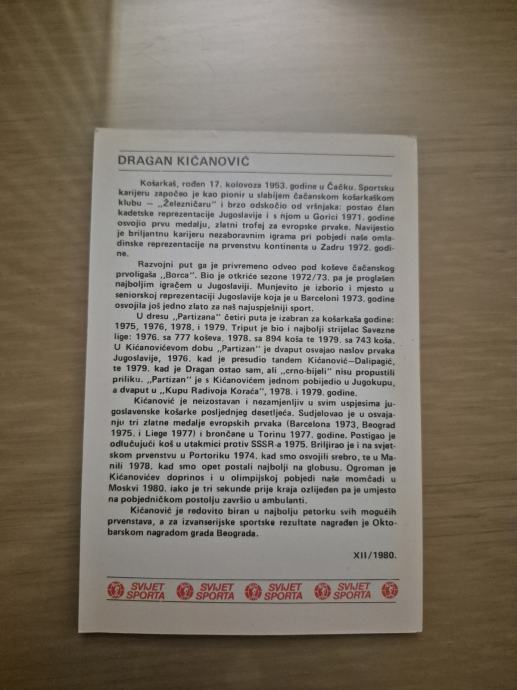 DRAGAN KIĆANOVIĆ
Košarkaš, rođen 17. kolovoza 1953. godine u Čačku. Sportsku
karijeru započeo je kao pionir u slabijem čačanskom košarkaškom
klubu — „Železničaru" i brzo odskočio od vršnjaka: postao član
kadetske reprezentacije Jugoslavije i s njom u Gorici 1971. godine
osvojio prvu medalju, zlatni trofej za evropske prvake. Navijestio
je briljantnu karijeru nezaboravnim igrama pri pobjedi naše omla-
dinske reprezentacije na prvenstvu kontinenta u Zadru 1972. godi-
ne.
Razvojni put ga je privremeno odveo pod koševe čačanskog
prvoligaša „Borca". Bio je otkriće sezone 1972/73. pa je proglašen
najboljim igračem u Jugoslaviji. Munjevito je izborio i mjesto u
seniorskoj reprezentaciji Jugoslavije koja je u Barceloni 1973. godine
osvojila još jedno zlato za naš najuspješniji sport.
U dresu „Partizana" četiri puta je izabran za košarkaša godine:
1975, 1976, 1978, i 1979. Triput je bio i najbolji strijelac Savezne
lige: 1976. sa 777 koševa. 1978. sa 894 koša te 1979. sa 743 koša.
U Kićanovićevom dobu „Partizan" je dvaput osvajao naslov prvaka
Jugoslavije, 1976. kad je presudio tandem Kićanović—Dalipagić,
te 1979. kad je Dragan ostao sam, ali „crno-bijeli" nisu propustili
priliku. „Partizan" je s Kićanovićem jednom pobijedio u Jugokupu,
a dvaput u „Kupu Radivoja Koraća", 1978. i 1979. godine.
Kićanović je neizostavan i nezamjenljiv u svim uspjesima ju-
goslavenske košarke posljednjeg desetljeća. Sudjelovao je u osvaja-
nju tri zlatne medalje evropskih prvaka (Barcelona 1973, Beograd
1975. i Liege 1977) i brončane u Torinu 1977. godine. Postigao je
odlučujući koš u utakmici protiv SSSR-a 1975. Briljirao je i na svjet-
skom prvenstvu u Portoriku 1974. kad smo osvojili srebro, te u Ma-
nili 1978. kad smo opet postali najbolji na globusu. Ogroman je
Kićanovićev doprinos i u olimpijskoj pobjedi naše momčadi u
Moskvi 1980. iako je tri sekunde prije kraja ozlijeđen pa je umjesto
na pobjedničkom postolju završio u ambulanti.
Kićanović je redovito biran u najbolju petorku svih mogućih
prvenstava, a za izvanserijske sportske rezultate nagrađen je Okto-
barskom nagradom grada Beograda.
XII/1980.
SVIJET SPORTA SVIJET SPORTA SVIJET SPORTA SVIJET SPORTA